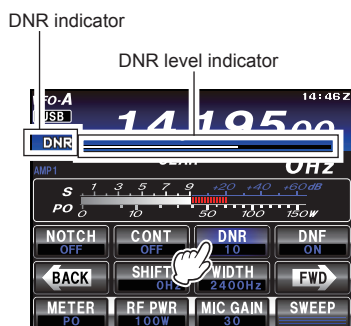 DNR indicator
DNR level indicator
-A
USB
14:46Z
14,195
DNR
AMP1
0Hz
S 1 3 5 7 9 +20 +40 +60dB
PO 0 10 50 100 150W
NOTCH CONT DNR DNF
OFF OFF 10 ON
BACK SHIFT WIDTH FWD
0Hz 2400Hz
METER RF PWR MIC GAIN SWEEP
PO 100W 30